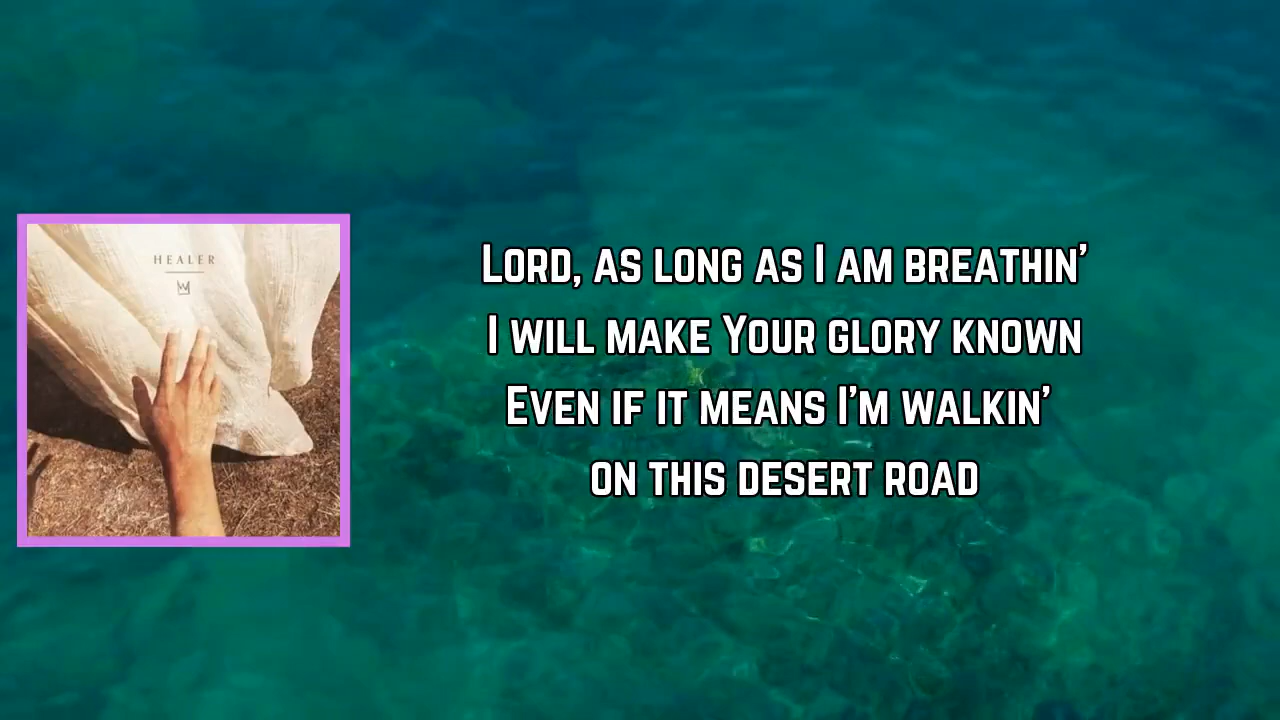 HEALER
Lord, as long as I am breathin'
I will make Your glory known
Even if it means I'm walkin'
on this desert road